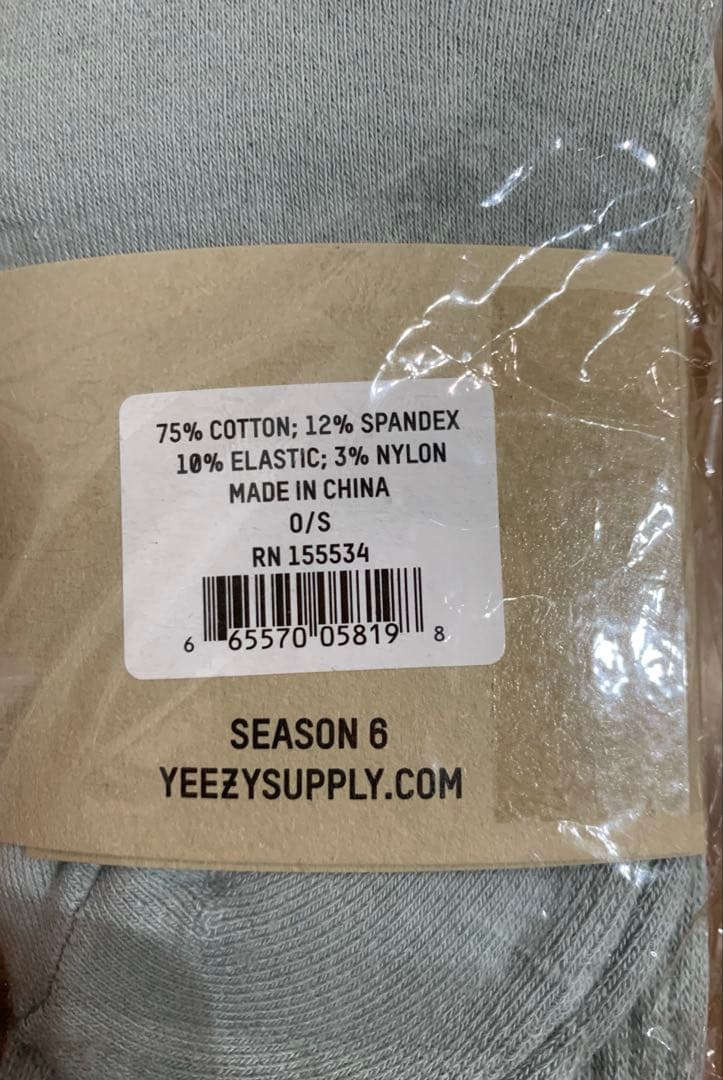 75% COTTON; 12% SPANDEX
10% ELASTIC; 3% NYLON
MADE IN CHINA
O/S
RN 155534
6 65570 05819 8
SEASON 6
YEEZYSUPPLY.COM